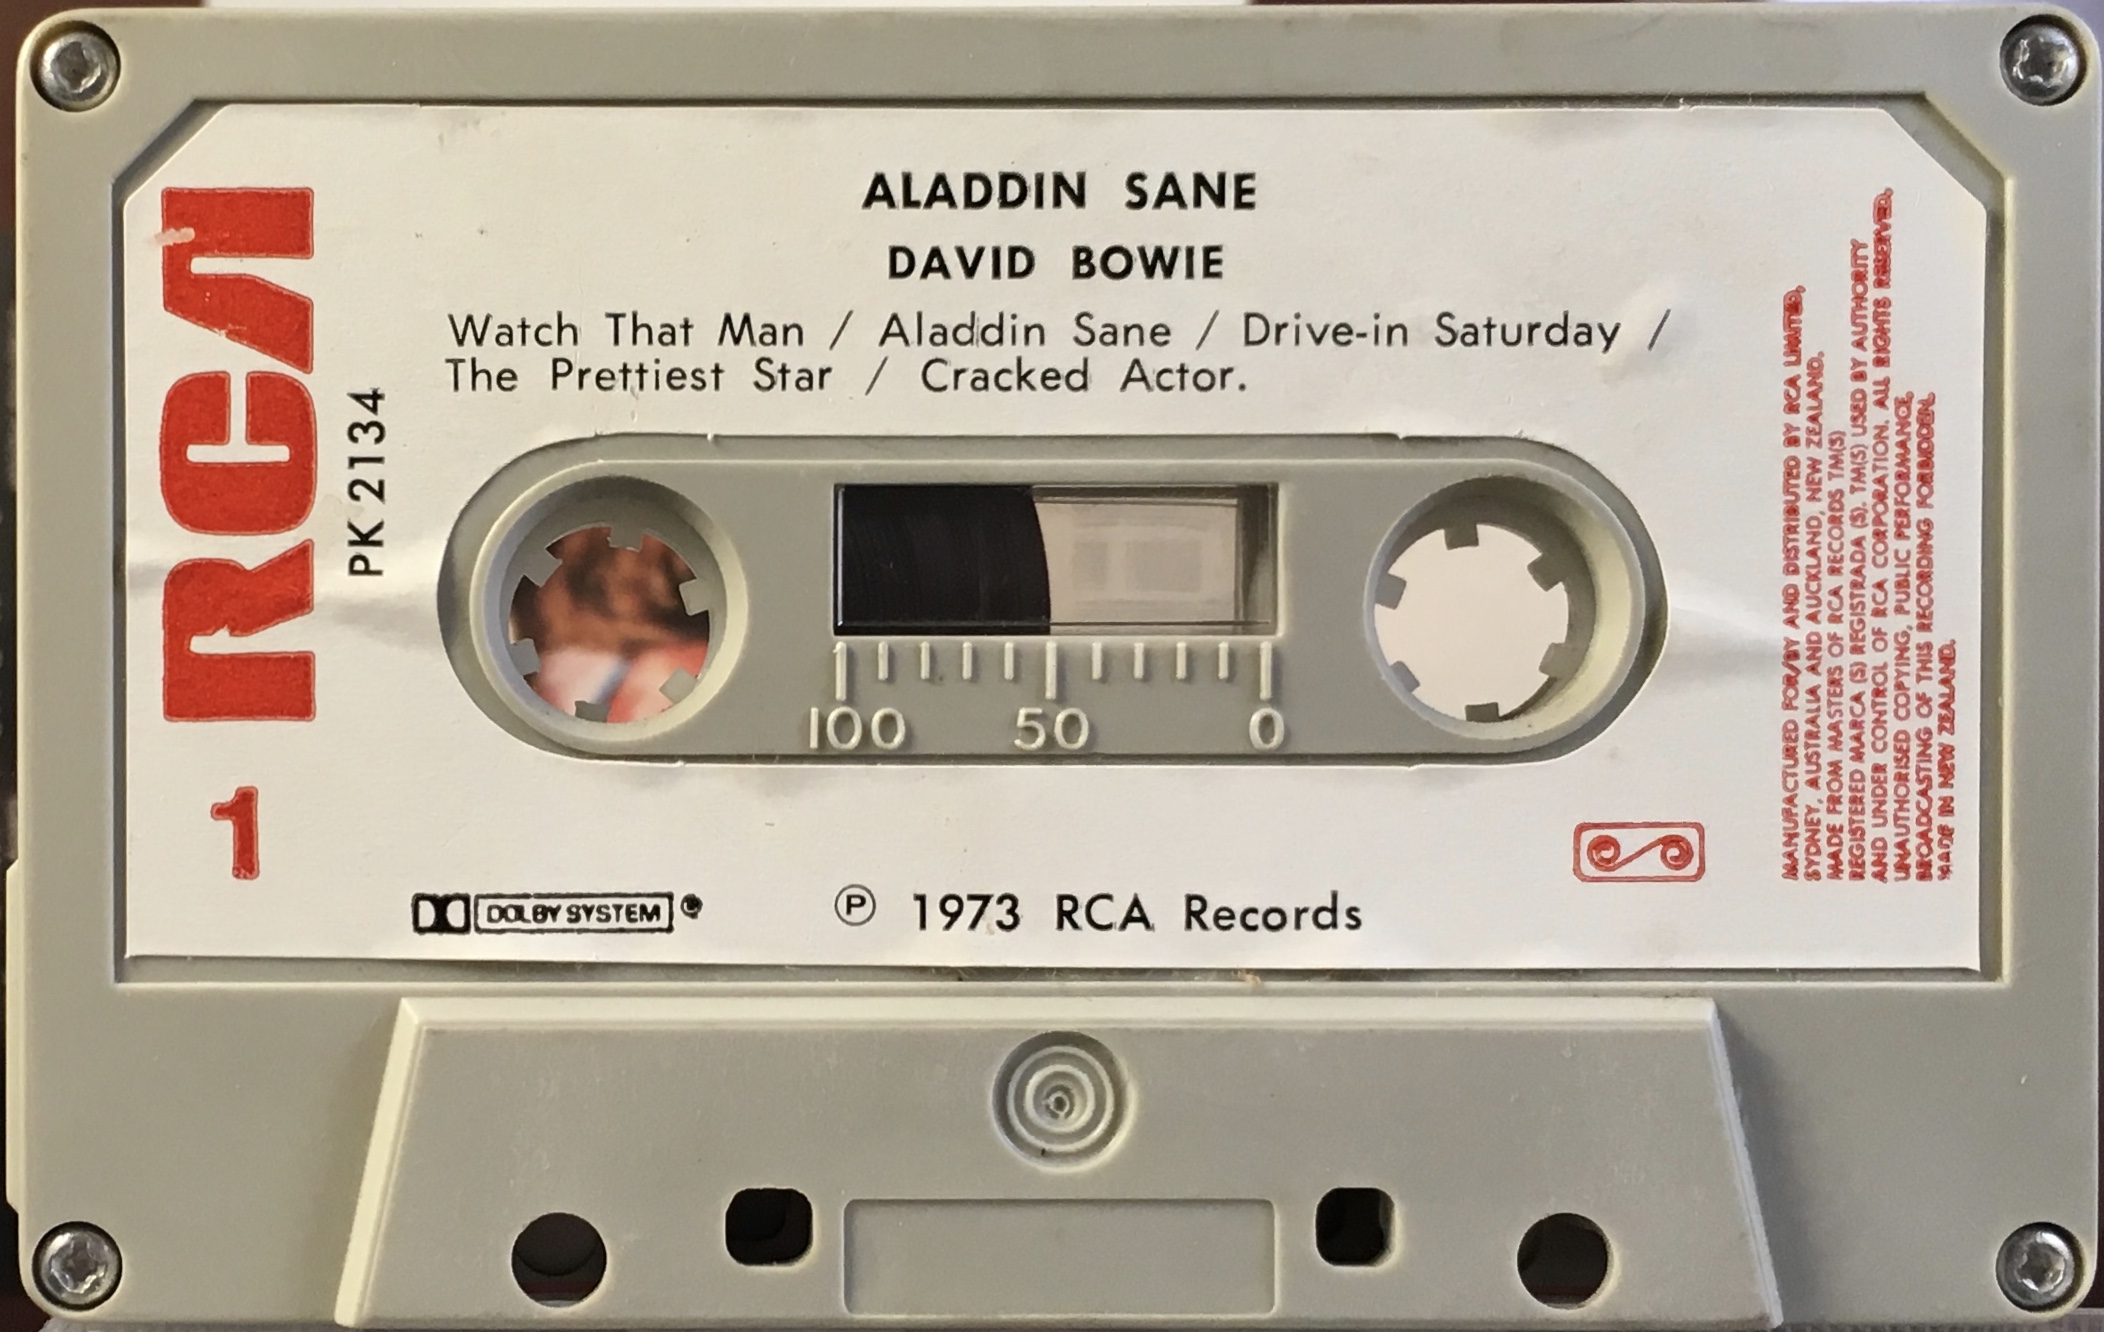 ALADDIN SANE
DAVID BOWIE
Watch That Man / Aladdin Sane / Drive-in Saturday /
The Prettiest Star / Cracked Actor.
RCA
PK 2134
100 50 0
1
DOLBY SYSTEM ®
Ⓟ 1973 RCA Records
MANUFACTURED FOR/BY AND DISTRIBUTED BY RCA LIMITED,
SYDNEY, AUSTRALIA AND AUCKLAND, NEW ZEALAND.
MADE FROM MASTERS OF RCA RECORDS TM(S)
REGISTERED MARCA (S) REGISTRADA (S). TM(S) USED BY AUTHORITY
AND UNDER CONTROL OF RCA CORPORATION. ALL RIGHTS RESERVED.
UNAUTHORISED COPYING, PUBLIC PERFORMANCE,
BROADCASTING OF THIS RECORDING FORBIDDEN.
MADE IN NEW ZEALAND.